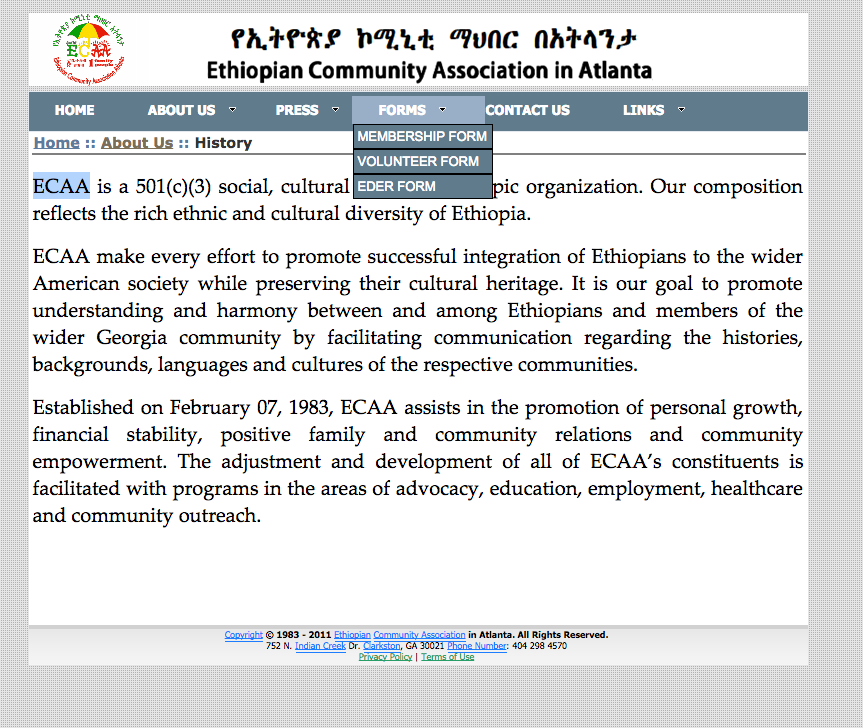 የኢትዮጵያ ኮሚኒቲ ማህበር በአትላንታ
Ethiopian Community Association in Atlanta
ECAA
HOME ABOUT US PRESS FORMS CONTACT US LINKS
MEMBERSHIP FORM
VOLUNTEER FORM
EDER FORM
Home :: About Us :: History
ECAA is a 501(c)(3) social, cultural pic organization. Our composition
reflects the rich ethnic and cultural diversity of Ethiopia.
ECAA make every effort to promote successful integration of Ethiopians to the wider
American society while preserving their cultural heritage. It is our goal to promote
understanding and harmony between and among Ethiopians and members of the
wider Georgia community by facilitating communication regarding the histories,
backgrounds, languages and cultures of the respective communities.
Established on February 07, 1983, ECAA assists in the promotion of personal growth,
financial stability, positive family and community relations and community
empowerment. The adjustment and development of all of ECAA's constituents is
facilitated with programs in the areas of advocacy, education, employment, healthcare
and community outreach.
Copyright © 1983 - 2011 Ethiopian Community Association in Atlanta. All Rights Reserved.
752 N. Indian Creek Dr. Clarkston, GA 30021 Phone Number: 404 298 4570
Privacy Policy | Terms of Use